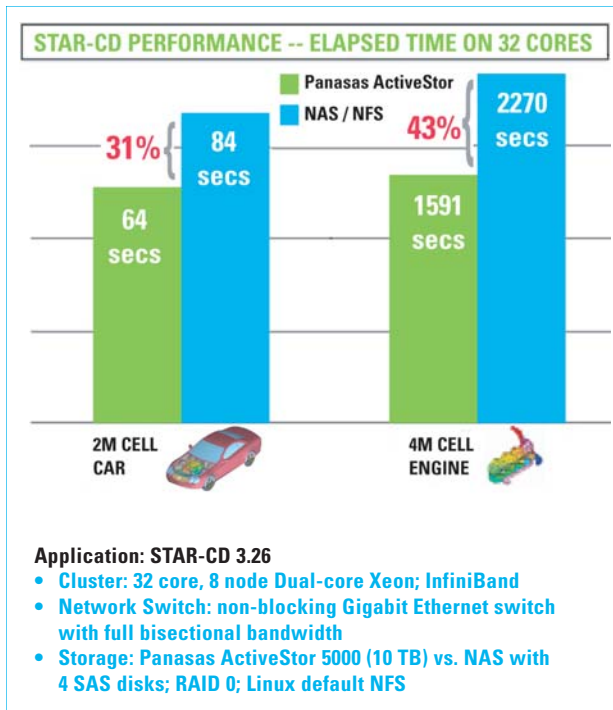 STAR-CD PERFORMANCE -- ELAPSED TIME ON 32 CORES
Panasas ActiveStor
NAS / NFS
31%
84
secs
64
secs
43%
2270
secs
1591
secs
2M CELL
CAR
4M CELL
ENGINE
Application: STAR-CD 3.26
• Cluster: 32 core, 8 node Dual-core Xeon; InfiniBand
• Network Switch: non-blocking Gigabit Ethernet switch
with full bisectional bandwidth
• Storage: Panasas ActiveStor 5000 (10 TB) vs. NAS with
4 SAS disks; RAID 0; Linux default NFS